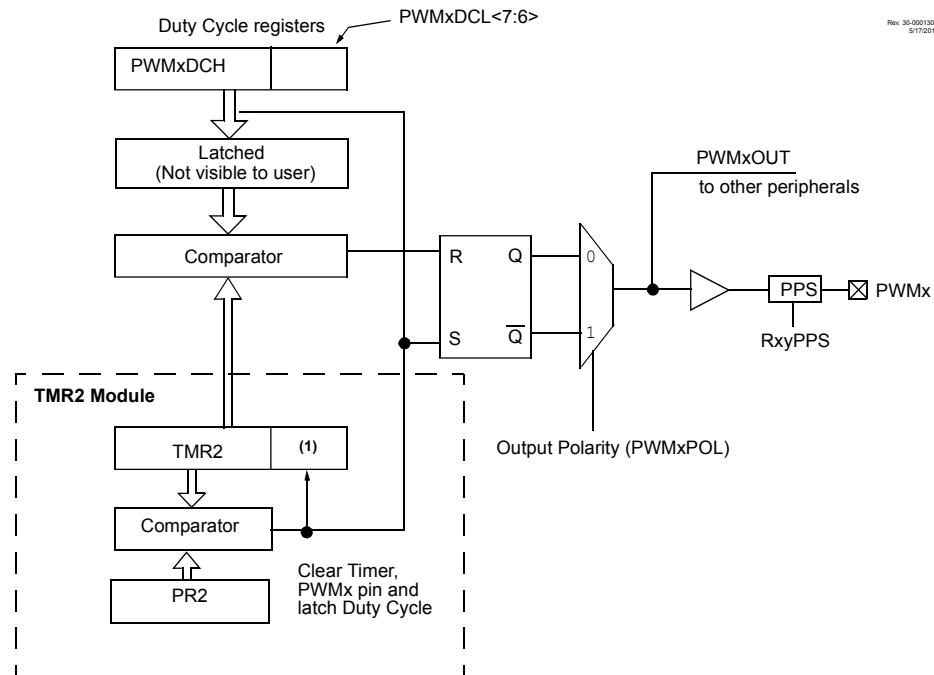 Duty Cycle registers
PWMxDCL<7:6>
Rev. 30-000130
5/17/201
PWMxDCH
Latched
(Not visible to user)
Comparator
R
Q
S
Q
0
1
PWMxOUT
to other peripherals
PPS
PWMx
RxyPPS
Output Polarity (PWMxPOL)
TMR2 Module
TMR2
(1)
Comparator
PR2
Clear Timer,
PWMx pin and
latch Duty Cycle